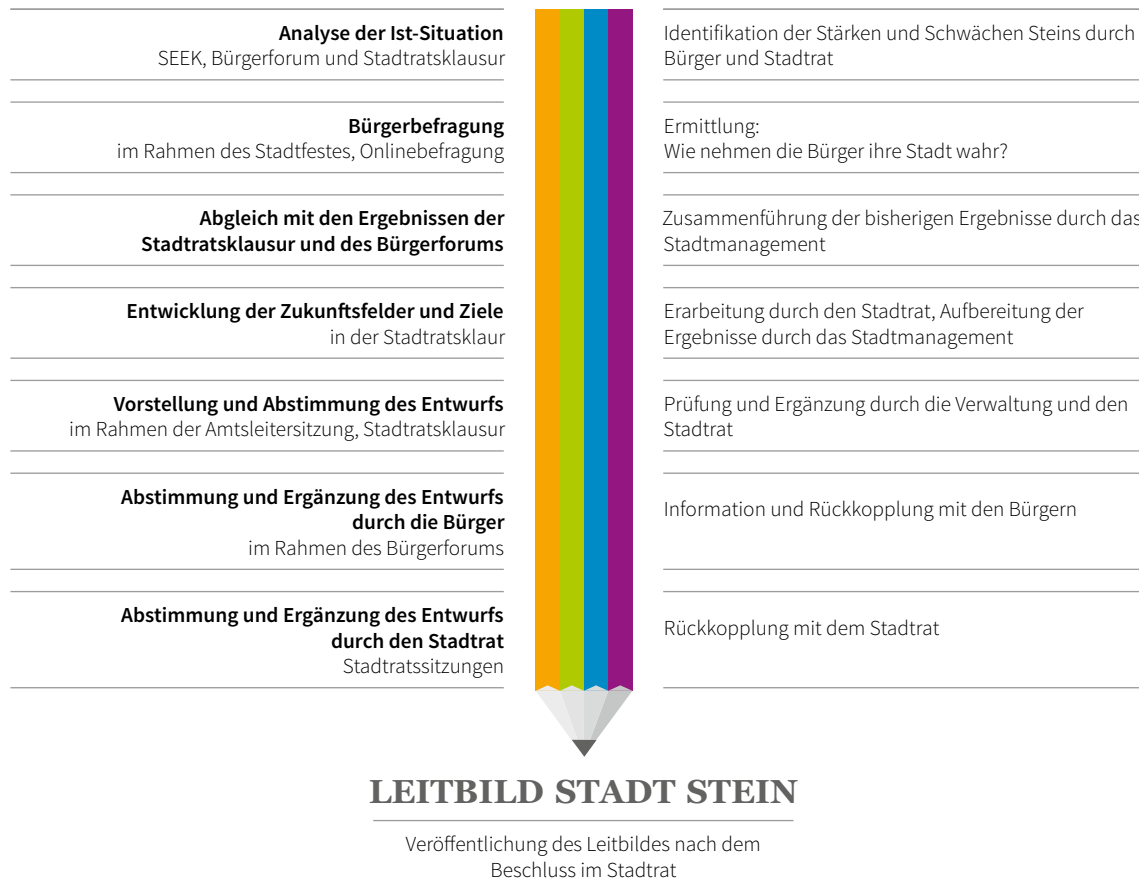 Analyse der Ist-Situation
SEEK, Bürgerforum und Stadtratsklausur
Identifikation der Stärken und Schwächen Steins durch
Bürger und Stadtrat
Bürgerbefragung
im Rahmen des Stadtfestes, Onlinebefragung
Ermittlung:
Wie nehmen die Bürger ihre Stadt wahr?
Abgleich mit den Ergebnissen der
Stadtratsklausur und des Bürgerforums
Zusammenführung der bisherigen Ergebnisse durch das
Stadtmanagement
Entwicklung der Zukunftsfelder und Ziele
in der Stadtratsklaur
Erarbeitung durch den Stadtrat, Aufbereitung der
Ergebnisse durch das Stadtmanagement
Vorstellung und Abstimmung des Entwurfs
im Rahmen der Amtsleitersitzung, Stadtratsklausur
Prüfung und Ergänzung durch die Verwaltung und den
Stadtrat
Abstimmung und Ergänzung des Entwurfs
durch die Bürger
im Rahmen des Bürgerforums
Information und Rückkopplung mit den Bürgern
Abstimmung und Ergänzung des Entwurfs
durch den Stadtrat
Stadtratssitzungen
Rückkopplung mit dem Stadtrat
LEITBILD STADT STEIN
Veröffentlichung des Leitbildes nach dem
Beschluss im Stadtrat